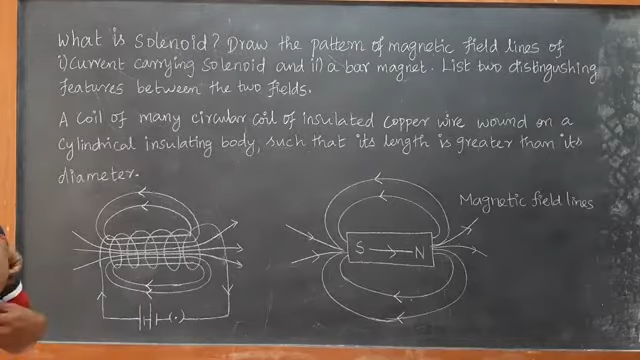 What is Solenoid? Draw the pattern of magnetic field lines of
i) Current carrying Solenoid and ii) a bar magnet. List two distingushing
features between the two fields.
A coil of many circular coil of insulated copper wire wound on a
cylindrical insulating body, such that its length is greater than its
diameter.
Magnetic field lines
S N